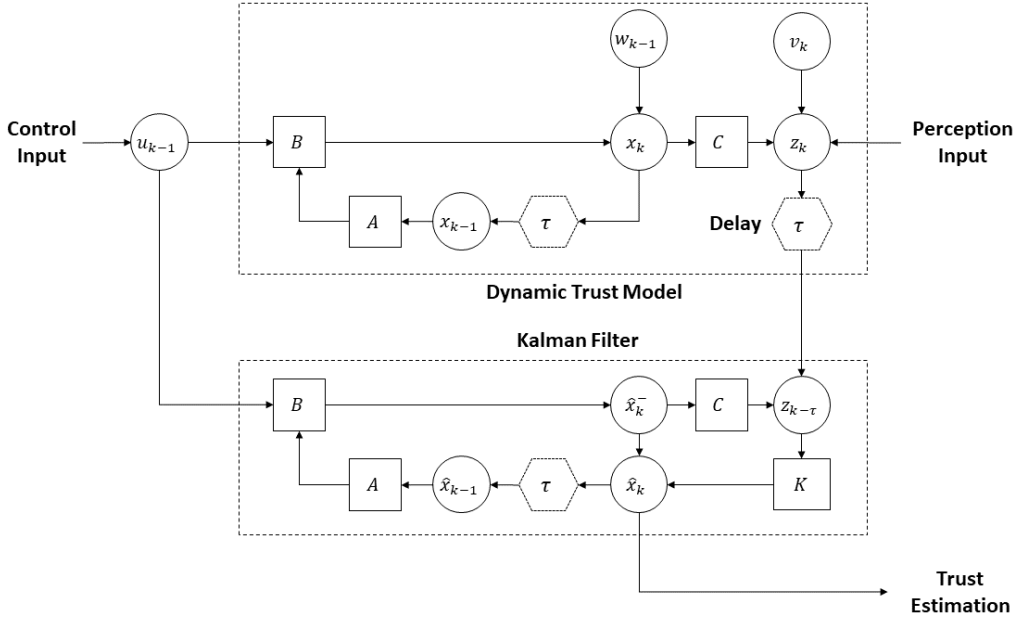 w_{k-1}
v_k
Control
Input
u_{k-1}
B
x_k
C
z_k
Perception
Input
A
x_{k-1}
τ
Delay
τ
Dynamic Trust Model
Kalman Filter
B
x̂_k^-
C
z_{k-τ}
A
x̂_{k-1}
τ
x̂_k
K
Trust
Estimation